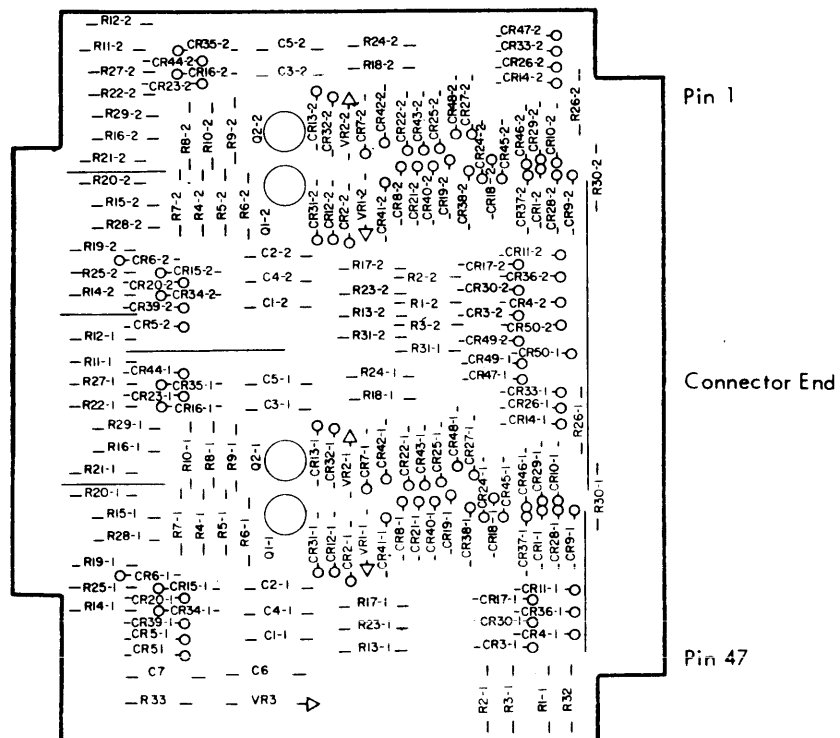 R12-2
CR47-2
R11-2 CR35-2 C5-2 R24-2 CR33-2
CR44-2
R27-2 CR16-2 C3-2 R18-2 CR26-2
CR23-2 CR14-2
R22-2
Pin 1
R29-2
R16-2
R21-2
R8-2 R10-2 R9-2 Q2-2 CR13-2 CR32-2 VR2-2 CR7-2 CR42-2 CR22-2 CR43-2 CR25-2 CR48-2 CR27-2 CR24-2 CR45-2 CR46-2 CR29-2 CR10-2 R26-2
R20-2
R15-2
R28-2
R7-2 R4-2 R5-2 R6-2 Q1-2 CR31-2 CR12-2 CR2-2 VR1-2 CR41-2 CR8-2 CR21-2 CR40-2 CR19-2 CR38-2 CR18-2 CR37-2 CR1-2 CR28-2 CR9-2 R30-2
R19-2
CR6-2 C2-2 CR11-2
R25-2 CR15-2 R17-2 CR17-2
CR20-2 C4-2 R2-2 CR36-2
R14-2 CR34-2 R23-2 CR30-2
CR39-2 C1-2 R1-2 CR4-2
R13-2 CR3-2
CR5-2 R3-2 CR50-2
R12-1 R31-2 CR49-2
R31-1 CR50-1
R11-1 CR49-1
CR44-1 R24-1 CR47-1
R27-1 CR35-1 C5-1 Connector End
CR23-1 R18-1 CR33-1
R22-1 CR16-1 C3-1 CR26-1
CR14-1
R29-1
R16-1
R21-1
R10-1 R8-1 R9-1 Q2-1 CR13-1 CR32-1 VR2-1 CR7-1 CR42-1 CR22-1 CR43-1 CR25-1 CR48-1 CR27-1 CR24-1 CR45-1 CR46-1 CR29-1 CR10-1 R26-1
R20-1
R15-1
R28-1
R7-1 R4-1 R5-1 R6-1 Q1-1 CR31-1 CR12-1 CR2-1 VR1-1 CR41-1 CR8-1 CR21-1 CR40-1 CR19-1 CR38-1 CR18-1 CR37-1 CR1-1 CR28-1 CR9-1 R30-1
R19-1
CR6-1
R25-1 CR15-1 C2-1 CR11-1
CR20-1 R17-1 CR17-1
R14-1 CR34-1 C4-1 CR36-1
CR39-1 R23-1 CR30-1
CR5-1 C1-1 CR4-1
CR51 R13-1 CR3-1
Pin 47
C7 C6
R33 VR3 R2-1 R3-1 R1-1 R32